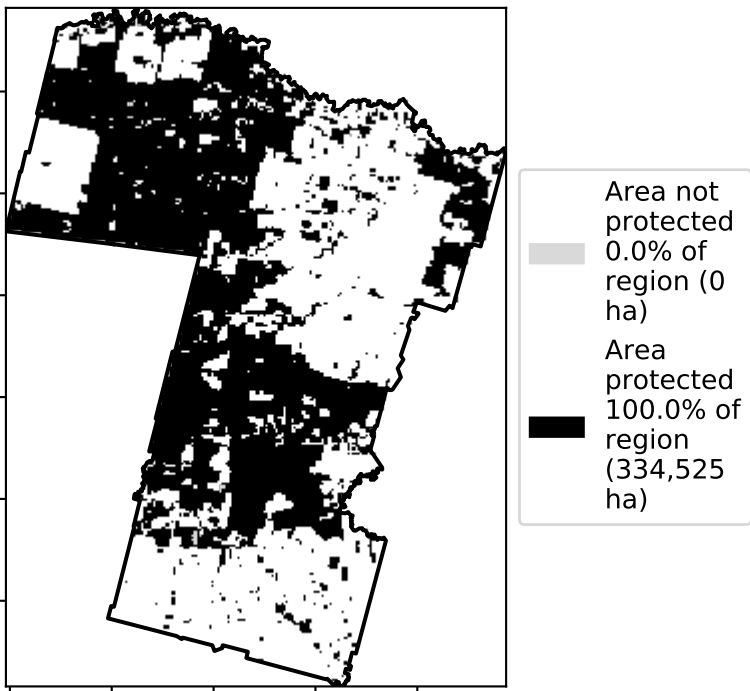 Area not
protected
0.0% of
region (0
ha)
Area
protected
100.0% of
region
(334,525
ha)